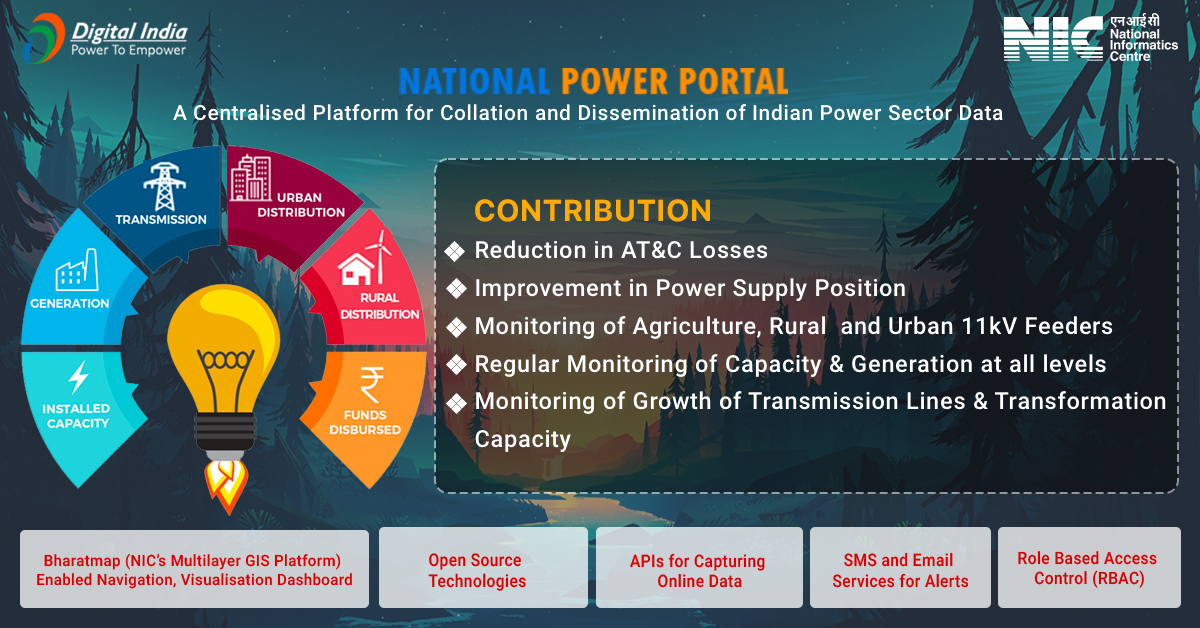 Digital India
Power To Empower
NIC
एन आई सी
National
Informatics
Centre
NATIONAL POWER PORTAL
A Centralised Platform for Collation and Dissemination of Indian Power Sector Data
INSTALLED
CAPACITY
GENERATION
TRANSMISSION
URBAN
DISTRIBUTION
RURAL
DISTRIBUTION
₹
FUNDS
DISBURSED
CONTRIBUTION
❖ Reduction in AT&C Losses
❖ Improvement in Power Supply Position
❖ Monitoring of Agriculture, Rural and Urban 11kV Feeders
❖ Regular Monitoring of Capacity & Generation at all levels
❖ Monitoring of Growth of Transmission Lines & Transformation
Capacity
Bharatmap (NIC's Multilayer GIS Platform)
Enabled Navigation, Visualisation Dashboard
Open Source
Technologies
APIs for Capturing
Online Data
SMS and Email
Services for Alerts
Role Based Access
Control (RBAC)